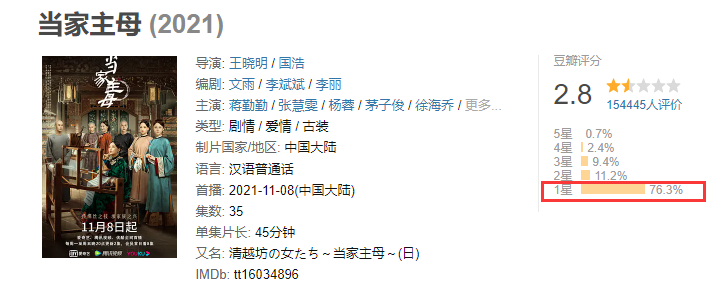 当家主母 (2021)
当家主母
11月8日起
导演: 王晓明 / 国浩
编剧: 文雨 / 李斌斌 / 李丽
主演: 蒋勤勤 / 张慧雯 / 杨蓉 / 茅子俊 / 徐海乔 / 更多...
类型: 剧情 / 爱情 / 古装
制片国家/地区: 中国大陆
语言: 汉语普通话
首播: 2021-11-08(中国大陆)
集数: 35
单集片长: 45分钟
又名: 清越坊の女たち～当家主母～(日)
IMDb: tt16034896
豆瓣评分
2.8
154445人评价
5星 0.7%
4星 2.4%
3星 9.4%
2星 11.2%
1星 76.3%